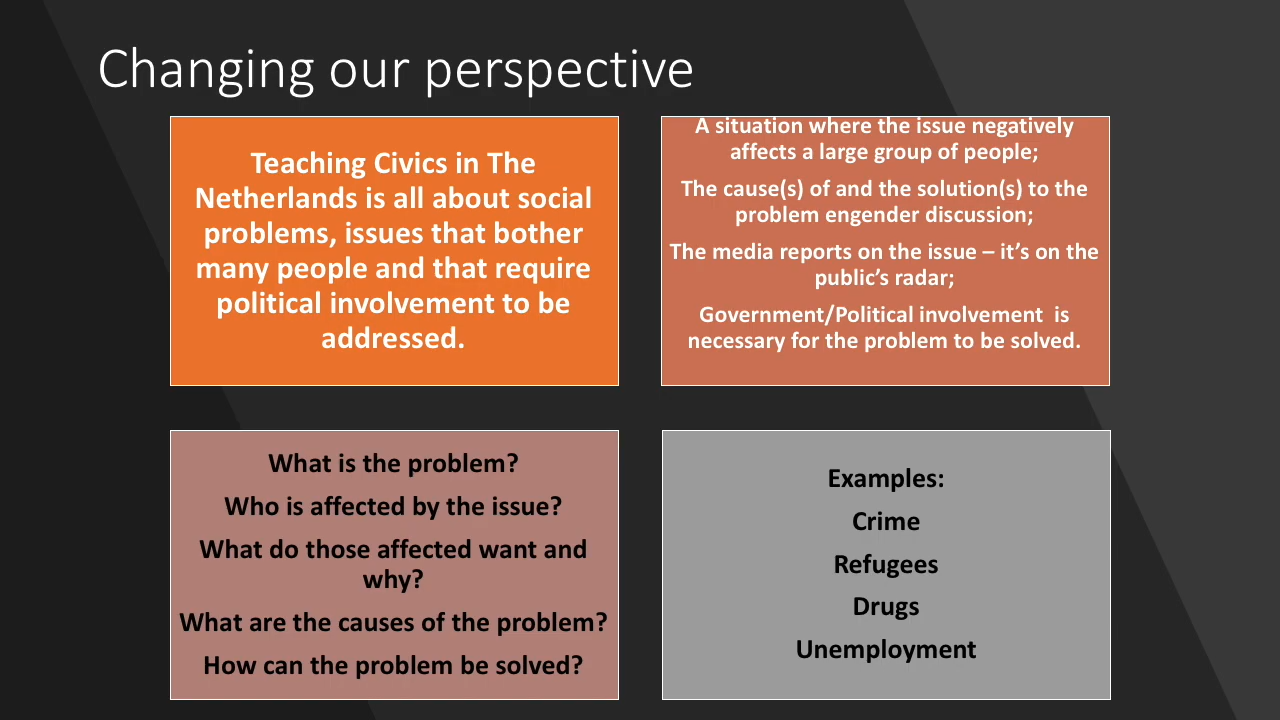 Changing our perspective
Teaching Civics in The
Netherlands is all about social
problems, issues that bother
many people and that require
political involvement to be
addressed.
A situation where the issue negatively
affects a large group of people;
The cause(s) of and the solution(s) to the
problem engender discussion;
The media reports on the issue – it’s on the
public’s radar;
Government/Political involvement  is
necessary for the problem to be solved.
What is the problem?
Who is affected by the issue?
What do those affected want and
why?
What are the causes of the problem?
How can the problem be solved?
Examples:
Crime
Refugees
Drugs
Unemployment